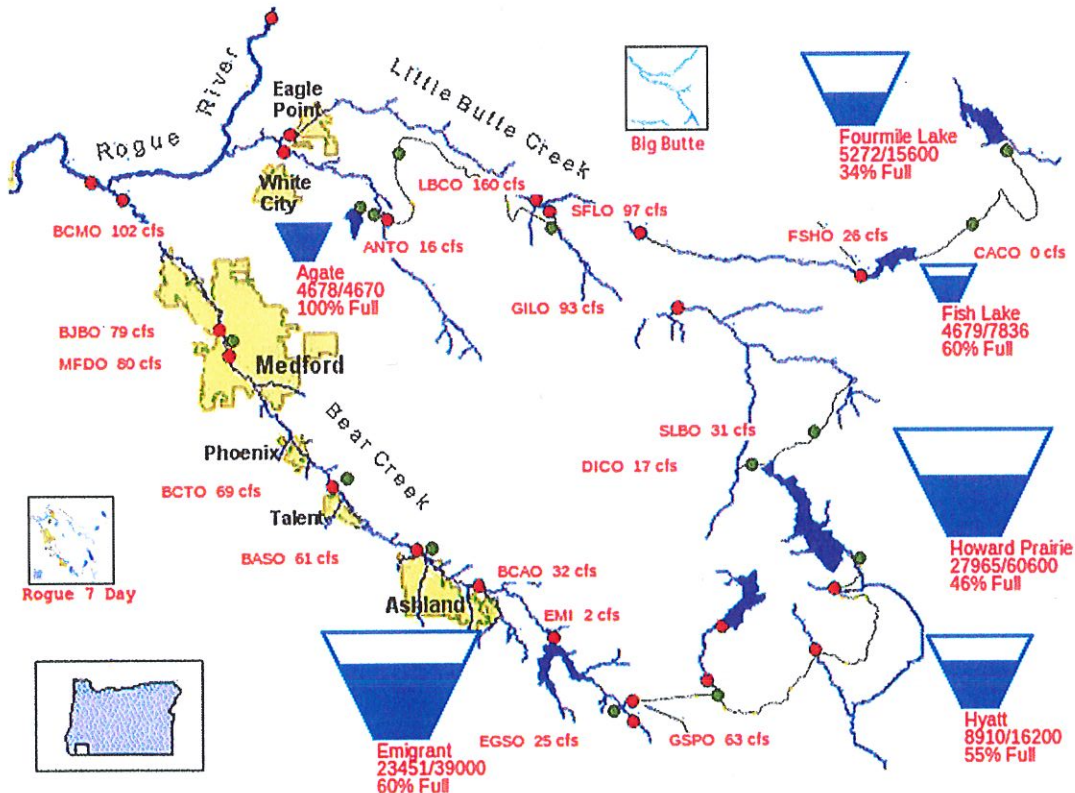 Rogue River
Eagle
Point
Little Butte Creek
Big Butte
Fourmile Lake
5272/15600
34% Full
White
City
LBCO 160 cfs
SFLO 97 cfs
FSHO 26 cfs
CACO 0 cfs
BCMO 102 cfs
ANTO 16 cfs
Agate
4678/4670
100% Full
GILO 93 cfs
Fish Lake
4679/7836
60% Full
BJBO 79 cfs
MFDO 80 cfs
Medford
Bear Creek
SLBO 31 cfs
Phoenix
DICO 17 cfs
BCTO 69 cfs
Talent
Howard Prairie
27965/60600
46% Full
BASO 61 cfs
BCAO 32 cfs
Rogue 7 Day
Ashland
EMI 2 cfs
EGSO 25 cfs
GSPO 63 cfs
Hyatt
8910/16200
55% Full
Emigrant
23451/39000
60% Full